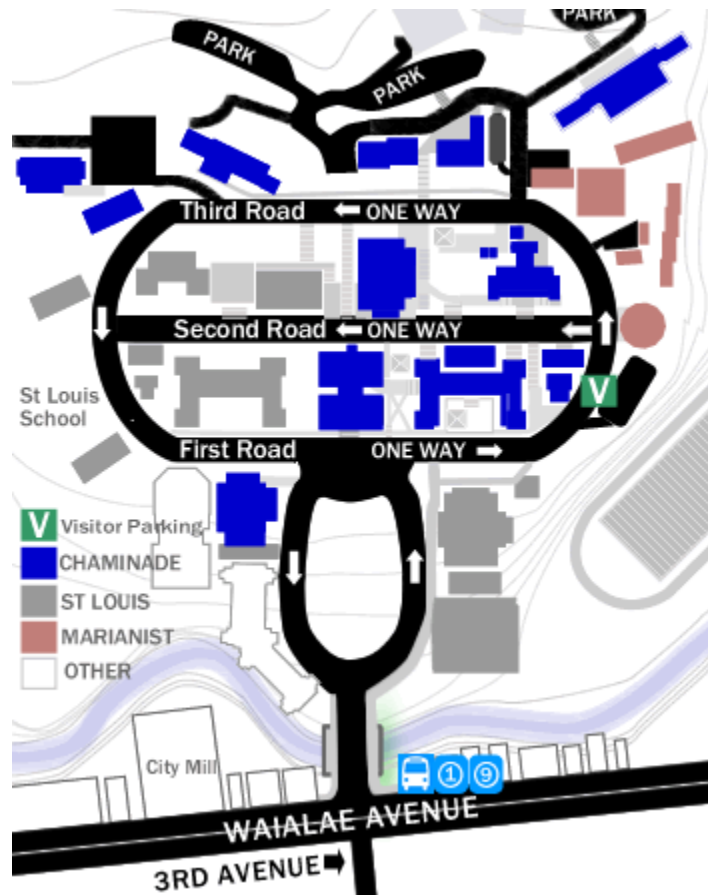 PARK
PARK
PARK
Third Road
ONE WAY
Second Road
ONE WAY
V
St Louis
School
First Road
ONE WAY
V Visitor Parking
CHAMINADE
ST LOUIS
MARIANIST
OTHER
City Mill
1 9
WAIALAE AVENUE
3RD AVENUE